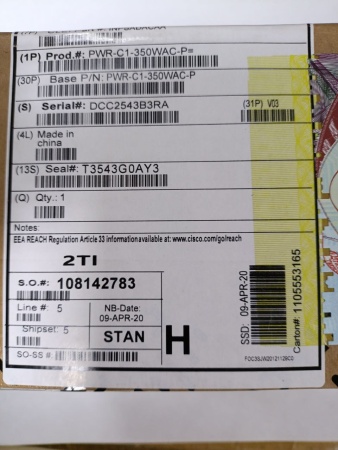 (1P) Prod.#: PWR-C1-350WAC-P=
(30P) Base P/N: PWR-C1-350WAC-P
(S) Serial#: DCC2543B3RA
(31P) V03
(4L) Made in
china
(13S) Seal#: T3543G0AY3
(Q) Qty.: 1
Notes:
EEA REACH Regulation Article 33 information available at: www.cisco.com/go/reach
2TI
S.O.#: 108142783
Line #: 5
NB-Date:
09-APR-20
Shipset: 5
STAN
H
SO-SS #:
SSD: 09-APR-20
Carton#: 1105553165